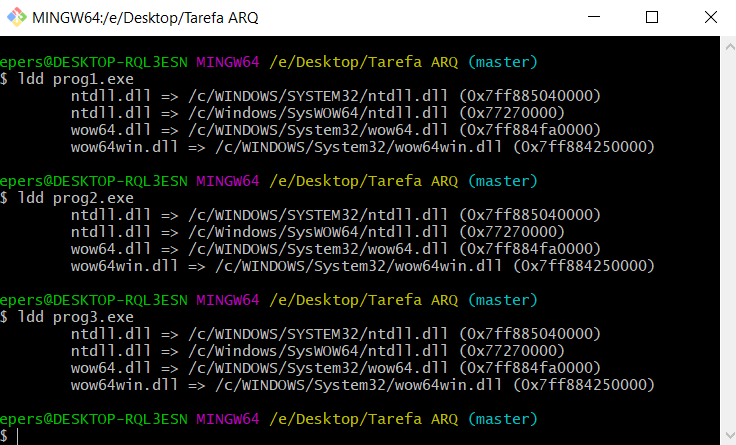 MINGW64:/e/Desktop/Tarefa ARQ
epers@DESKTOP-RQL3ESN MINGW64 /e/Desktop/Tarefa ARQ (master)
$ ldd prog1.exe
ntdll.dll => /c/WINDOWS/SYSTEM32/ntdll.dll (0x7ff885040000)
ntdll.dll => /c/Windows/SysWOW64/ntdll.dll (0x77270000)
wow64.dll => /c/WINDOWS/System32/wow64.dll (0x7ff884fa0000)
wow64win.dll => /c/WINDOWS/System32/wow64win.dll (0x7ff884250000)
epers@DESKTOP-RQL3ESN MINGW64 /e/Desktop/Tarefa ARQ (master)
$ ldd prog2.exe
ntdll.dll => /c/WINDOWS/SYSTEM32/ntdll.dll (0x7ff885040000)
ntdll.dll => /c/Windows/SysWOW64/ntdll.dll (0x77270000)
wow64.dll => /c/WINDOWS/System32/wow64.dll (0x7ff884fa0000)
wow64win.dll => /c/WINDOWS/System32/wow64win.dll (0x7ff884250000)
epers@DESKTOP-RQL3ESN MINGW64 /e/Desktop/Tarefa ARQ (master)
$ ldd prog3.exe
ntdll.dll => /c/WINDOWS/SYSTEM32/ntdll.dll (0x7ff885040000)
ntdll.dll => /c/Windows/SysWOW64/ntdll.dll (0x77270000)
wow64.dll => /c/WINDOWS/System32/wow64.dll (0x7ff884fa0000)
wow64win.dll => /c/WINDOWS/System32/wow64win.dll (0x7ff884250000)
epers@DESKTOP-RQL3ESN MINGW64 /e/Desktop/Tarefa ARQ (master)
$